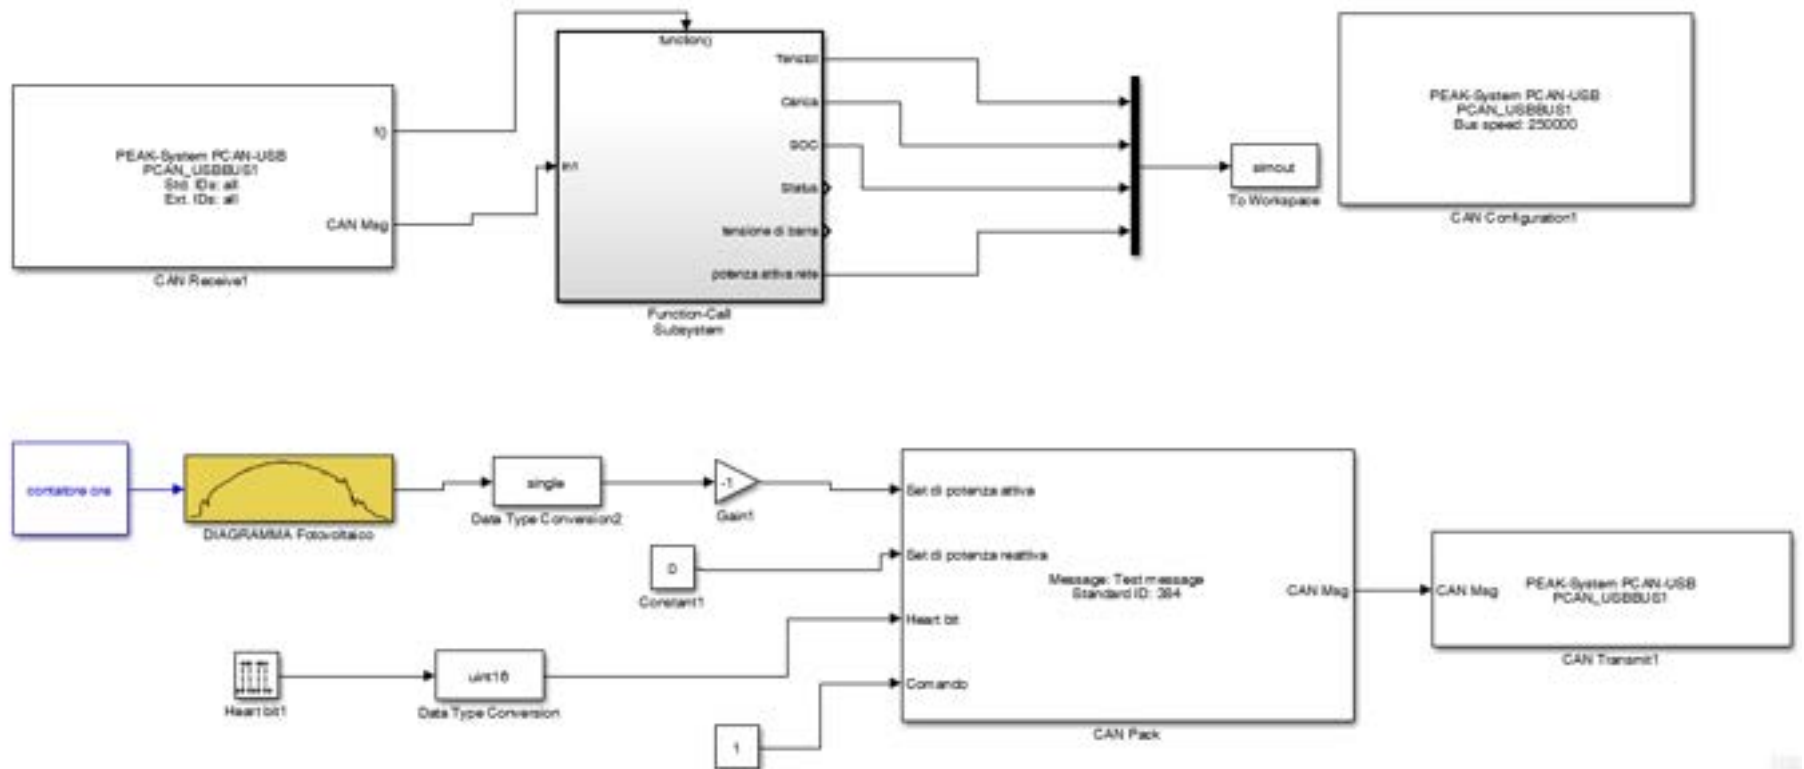 function()
PEAK-System PCAN-USB
PCAN_USBBUS1
Std. IDs: all
Ext. IDs: all
f()
CAN Msg
CAN Receive1
In1
Carica
SOC
Status
tensione di barra
potenza attiva rete
Function-Call
Subsystem
simout
To Workspace
PEAK-System PCAN-USB
PCAN_USBBUS1
Bus speed: 250000
CAN Configuration1
contatore ore
DIAGRAMMA Fotovoltaico
single
Data Type Conversion2
-1
Gain1
0
Constant1
Heart bit1
uint16
Data Type Conversion
1
Set di potenza attiva
Set di potenza reattiva
Heart bit
Comando
Message: Test message
Standard ID: 384
CAN Msg
CAN Pack
CAN Msg
PEAK-System PCAN-USB
PCAN_USBBUS1
CAN Transmit1